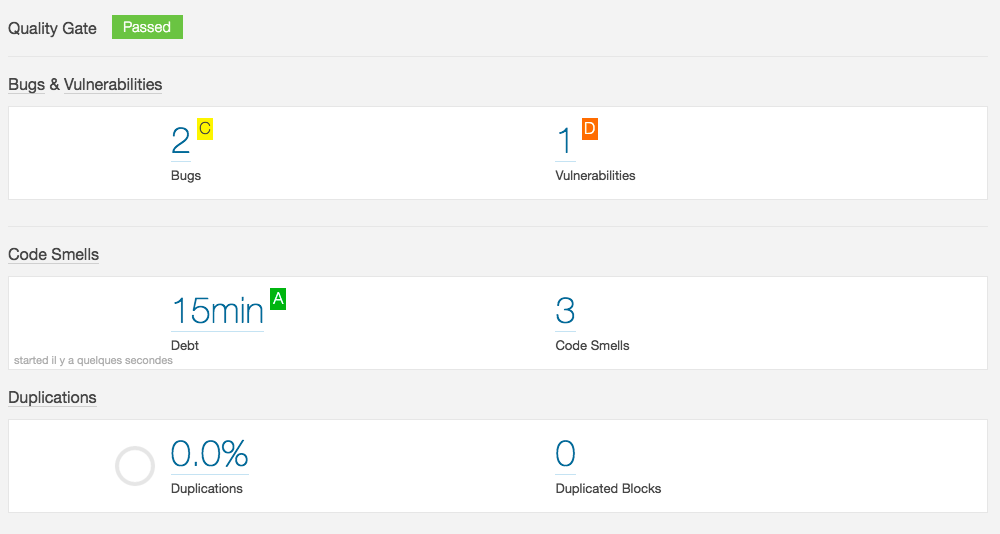 Quality Gate Passed
Bugs & Vulnerabilities
2 C
Bugs
1 D
Vulnerabilities
Code Smells
15min A
Debt
3
Code Smells
started il y a quelques secondes
Duplications
0.0%
Duplications
0
Duplicated Blocks